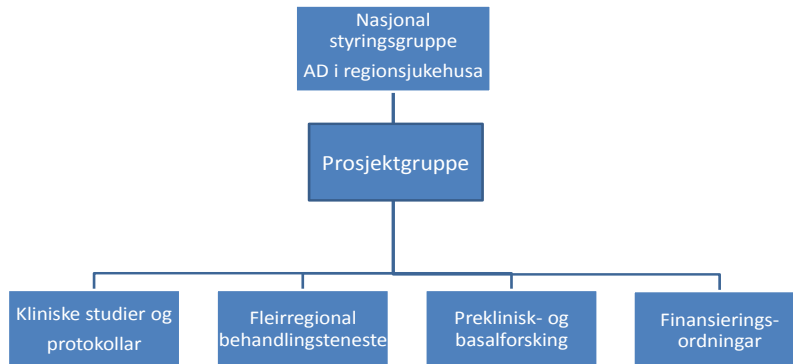 Nasjonal
styringsgruppe
AD i regionsjukehusa
Prosjektgruppe
Kliniske studier og
protokollar
Fleirregional
behandlingsteneste
Preklinisk- og
basalforsking
Finansierings-
ordningar